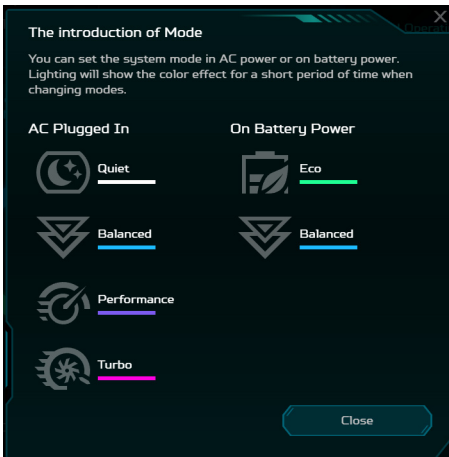 The introduction of Mode
You can set the system mode in AC power or on battery power.
Lighting will show the color effect for a short period of time when
changing modes.
AC Plugged In
On Battery Power
Quiet
Eco
Balanced
Balanced
Performance
Turbo
Close